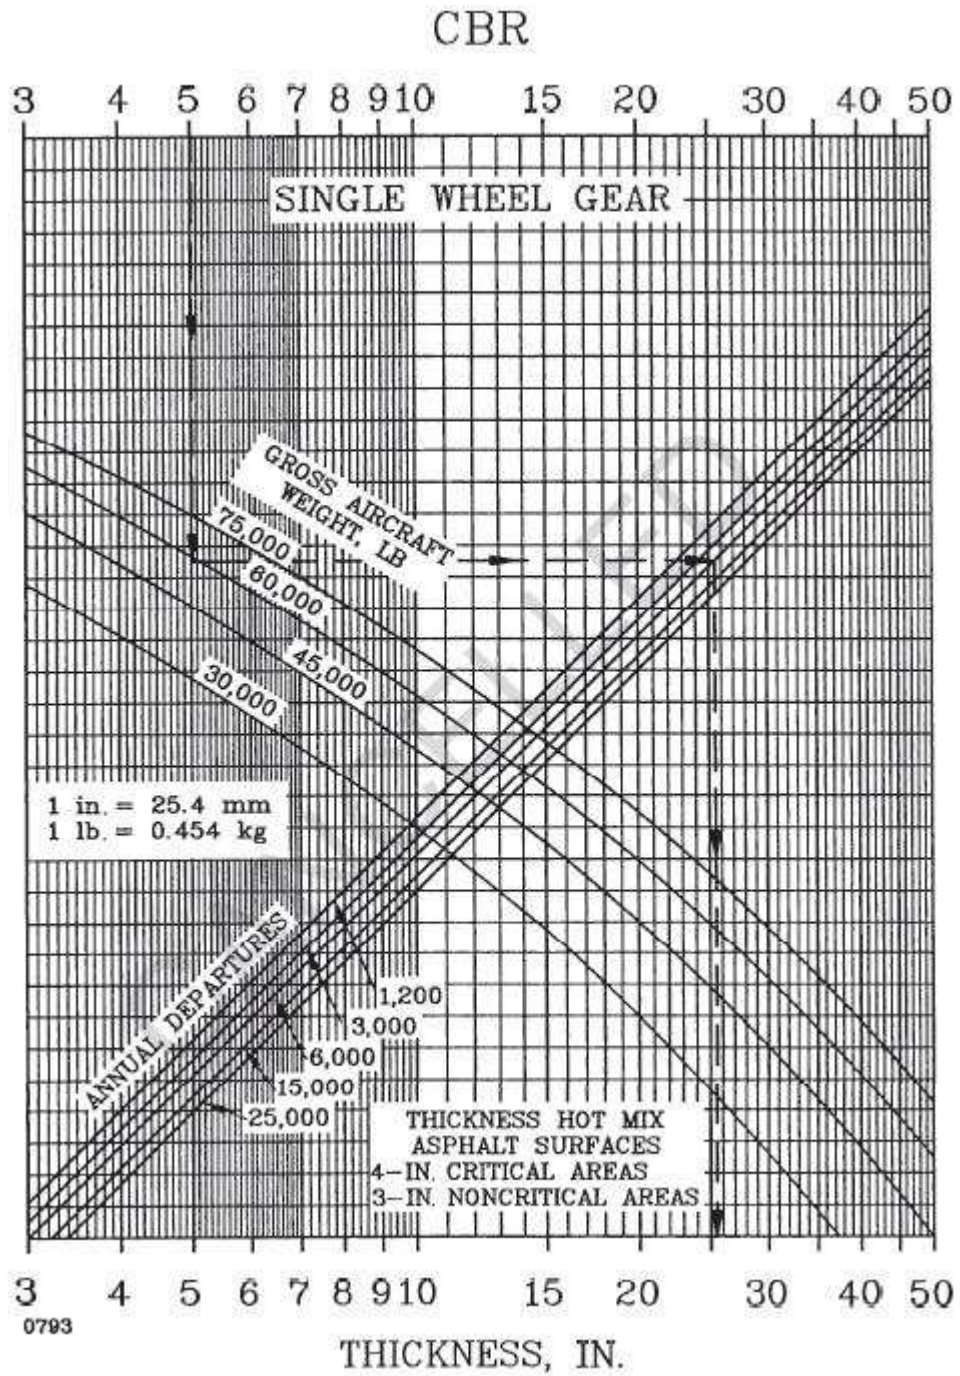 CBR
3 4 5 6 7 8 9 10 15 20 30 40 50
SINGLE WHEEL GEAR
GROSS AIRCRAFT
WEIGHT, LB
75,000
60,000
45,000
30,000
1 in. = 25.4 mm
1 lb. = 0.454 kg
ANNUAL DEPARTURES
1,200
3,000
6,000
15,000
25,000
THICKNESS HOT MIX
ASPHALT SURFACES
4-IN. CRITICAL AREAS
3-IN. NONCRITICAL AREAS
3 4 5 6 7 8 9 10 15 20 30 40 50
0793
THICKNESS, IN.